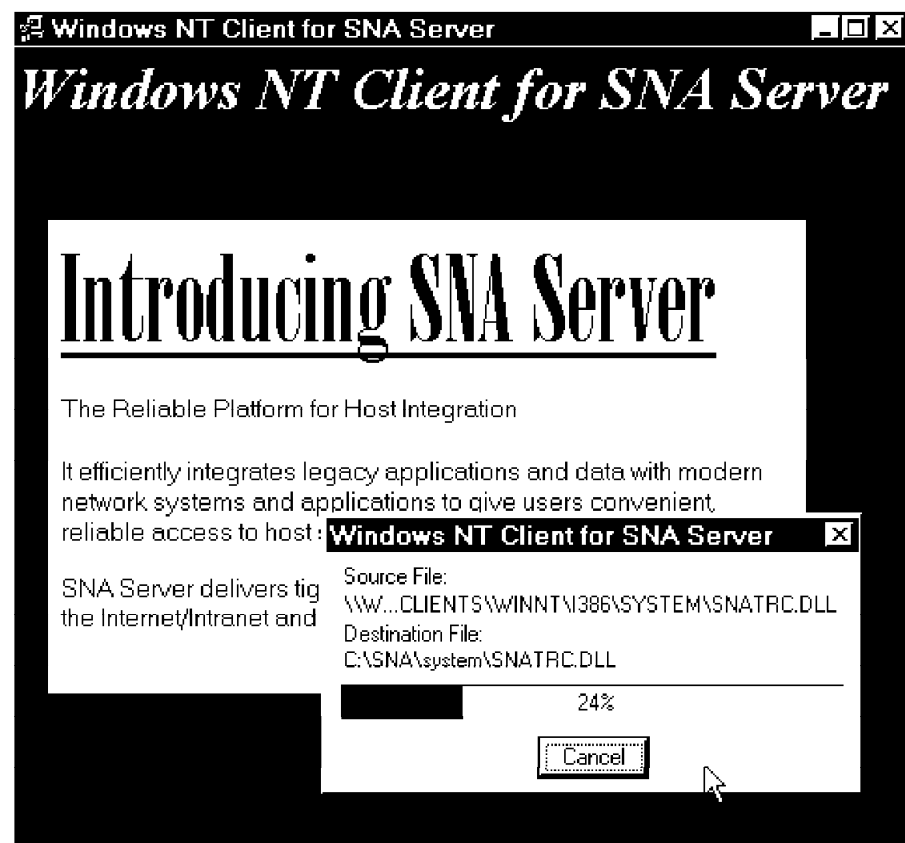 Windows NT Client for SNA Server
Windows NT Client for SNA Server
Introducing SNA Server
The Reliable Platform for Host Integration
It efficiently integrates legacy applications and data with modern
network systems and applications to give users convenient,
reliable access to host
SNA Server delivers tig
the Internet/Intranet and
Windows NT Client for SNA Server
Source File:
\\W...CLIENTS\WINNT\I386\SYSTEM\SNATRC.DLL
Destination File:
C:\SNA\system\SNATRC.DLL
24%
Cancel